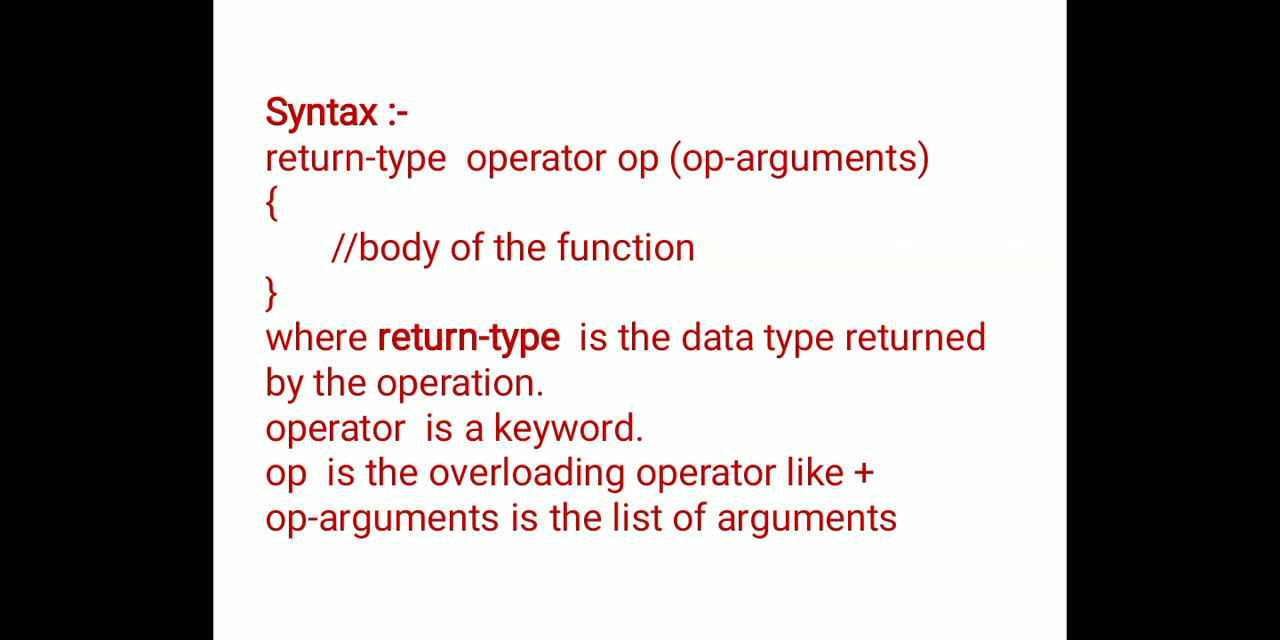 Syntax :-
return-type  operator op (op-arguments)
{
//body of the function
}
where return-type  is the data type returned
by the operation.
operator  is a keyword.
op  is the overloading operator like +
op-arguments is the list of arguments